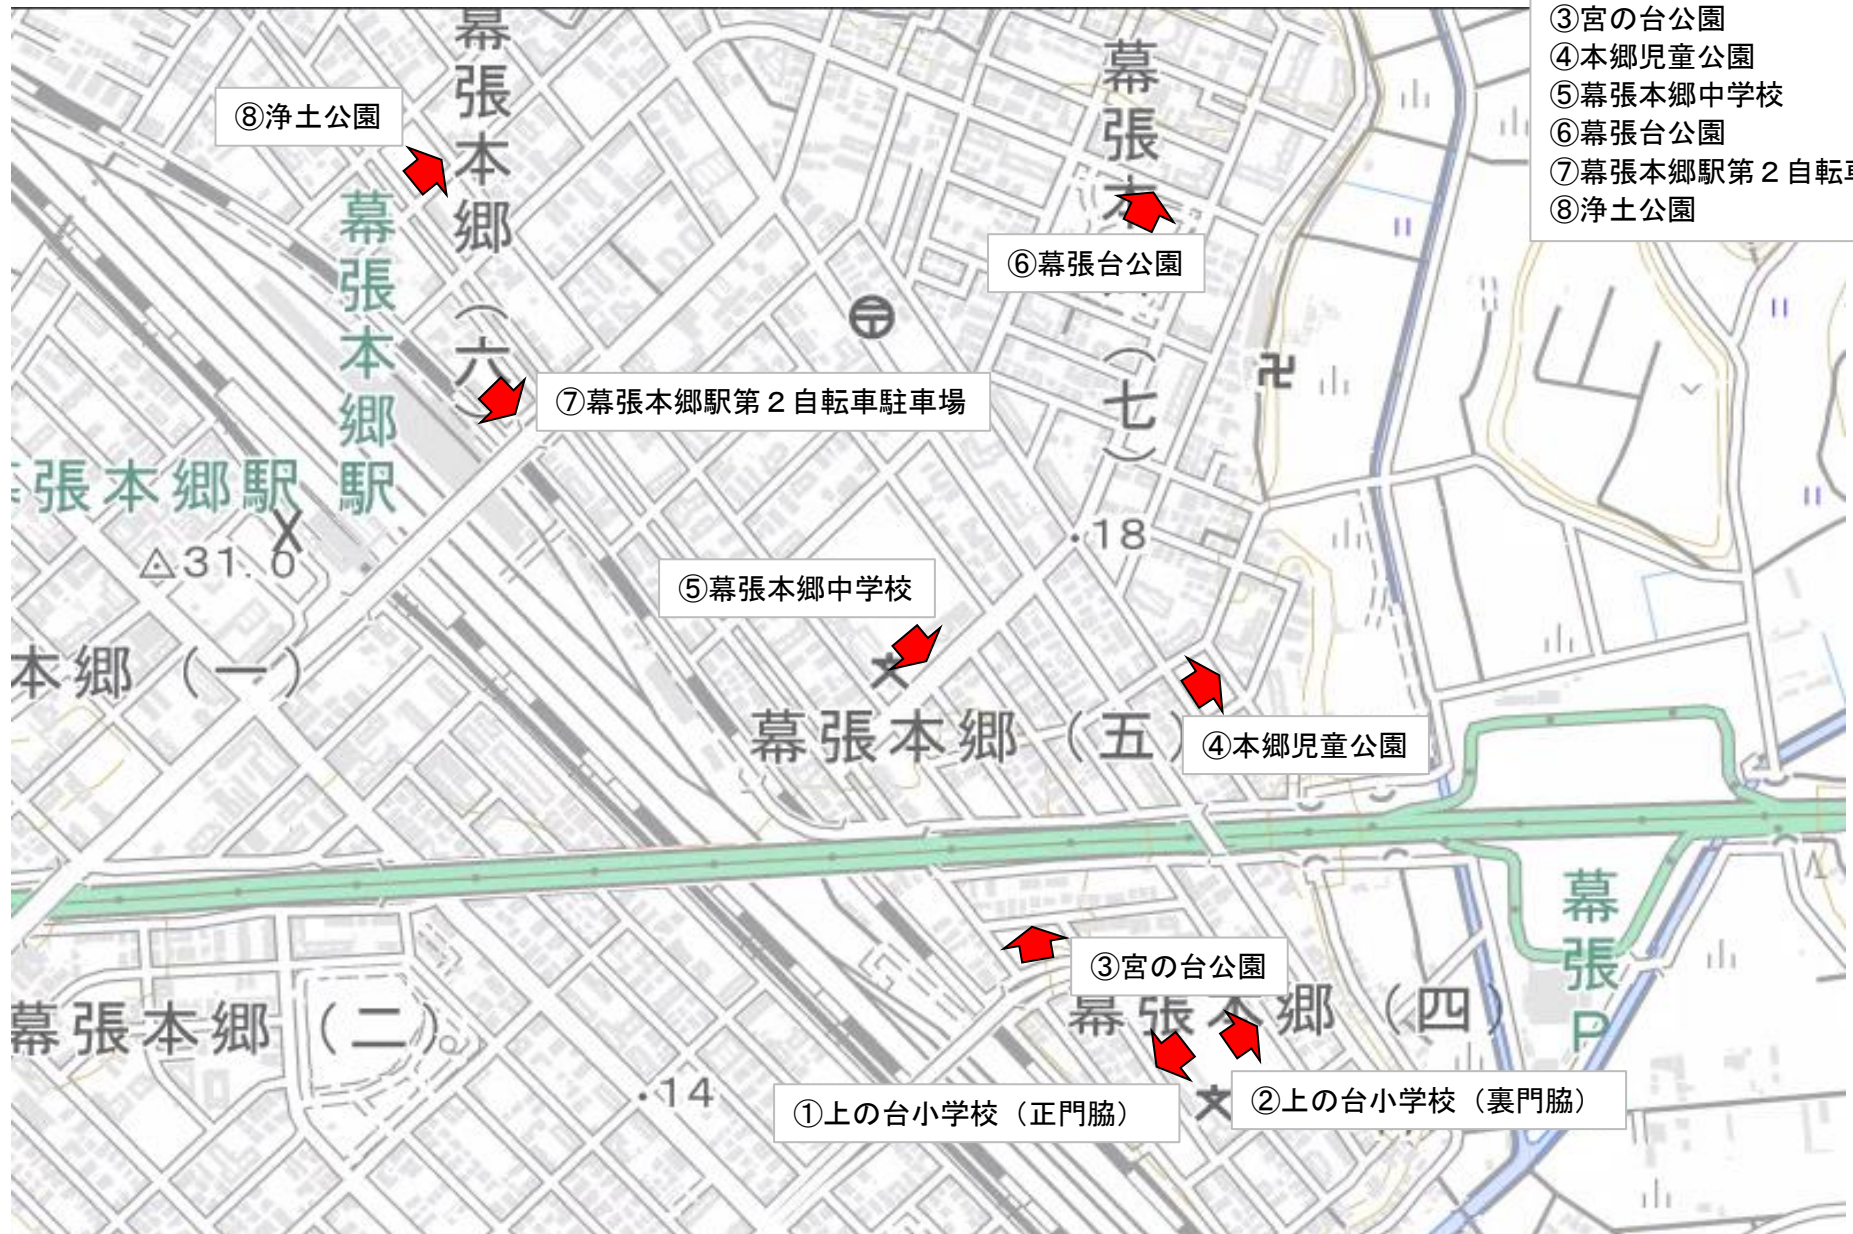 ③宮の台公園
④本郷児童公園
⑤幕張本郷中学校
⑥幕張台公園
⑦幕張本郷駅第２自転
⑧浄土公園
幕張本郷（六）
⑧浄土公園
幕張本郷駅
幕張本（七）
⑥幕張台公園
〒
卍
⑦幕張本郷駅第２自転車駐車場
張本郷駅
31.0
18
⑤幕張本郷中学校
文
本郷（一）
幕張本郷（五）
④本郷児童公園
③宮の台公園
幕張本郷（四）
幕張P
幕張本郷（二）
14
①上の台小学校（正門脇）
文
②上の台小学校（裏門脇）